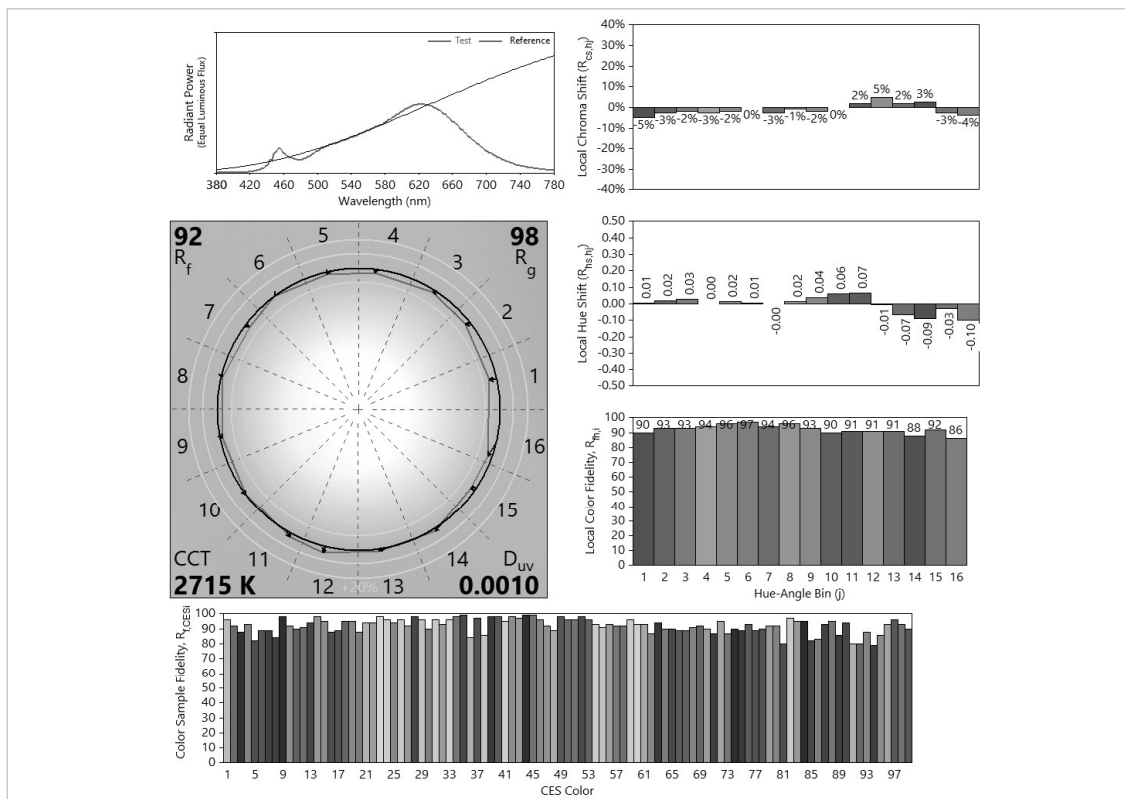 Test Reference
Radiant Power
(Equal Luminous Flux)
380 420 460 500 540 580 620 660 700 740 780
Wavelength (nm)
Local Chroma Shift (Rcs,hj)
40%
30%
20%
10%
0%
-10%
-20%
-30%
-40%
-5% -3% -2% -3% -2% 0% -3% -1% -2% 0% 2% 5% 2% 3% -3% -4%
92
Rf
98
Rg
5 4
6 3
7 2
8 1
9 16
10 15
11 14
12 +20% 13
CCT
2715 K
Duv
0.0010
Local Hue Shift (Rhs,hj)
0.50
0.40
0.30
0.20
0.10
0.00
-0.10
-0.20
-0.30
-0.40
-0.50
0.01 0.02 0.03 0.00 0.02 0.01 -0.00 0.02 0.04 0.06 0.07 -0.01 -0.07 -0.09 -0.03 -0.10
Local Color Fidelity, Rfh,i
100
90
80
70
60
50
40
30
20
10
0
90 93 93 94 96 97 94 96 93 90 91 91 91 88 92 86
1 2 3 4 5 6 7 8 9 10 11 12 13 14 15 16
Hue-Angle Bin (j)
Color Sample Fidelity, Rf,CESi
100
90
80
70
60
50
40
30
20
10
0
1 5 9 13 17 21 25 29 33 37 41 45 49 53 57 61 65 69 73 77 81 85 89 93 97
CES Color